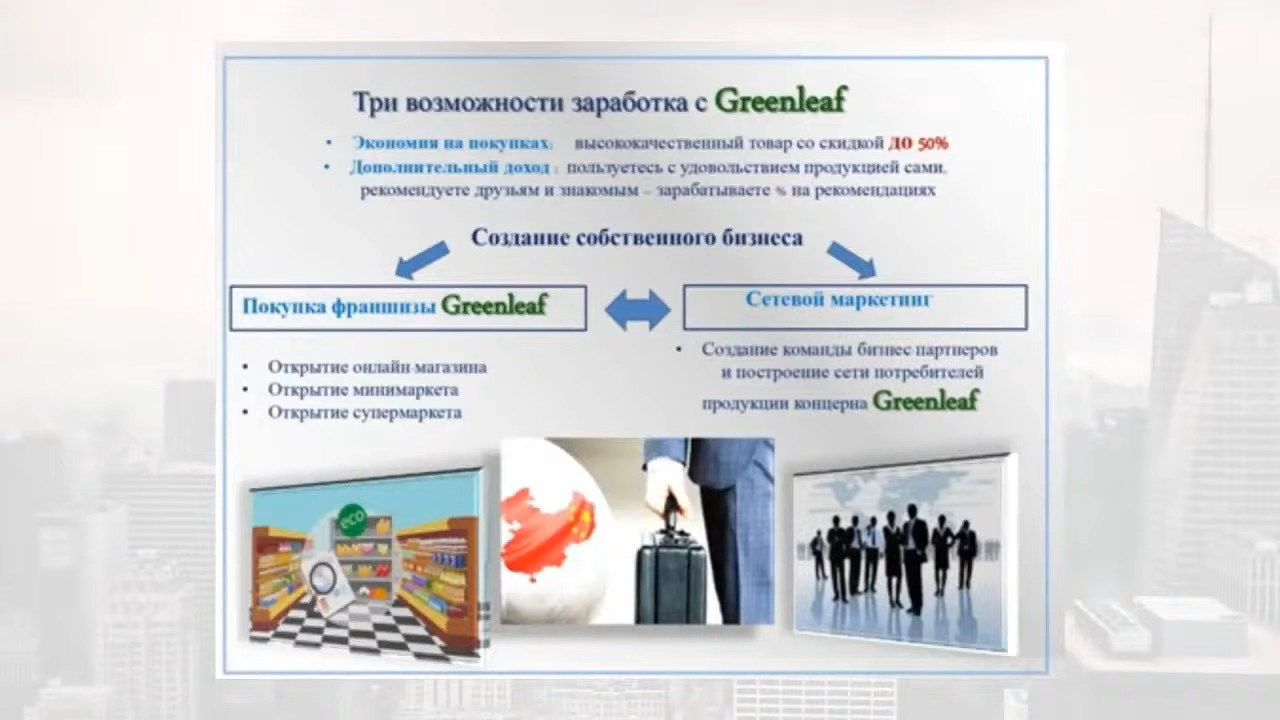 Три возможности заработка с Greenleaf
• Экономия на покупках: высококачественный товар со скидкой ДО 50%
• Дополнительный доход : пользуетесь с удовольствием продукцией сами,
рекомендуете друзьям и знакомым – зарабатываете % на рекомендациях
Создание собственного бизнеса
Покупка франшизы Greenleaf
Сетевой маркетинг
• Открытие онлайн-магазина
• Открытие минимаркета
• Открытие супермаркета
• Создание команды бизнес-партнеров
и построение сети потребителей
продукции концерна Greenleaf
eco